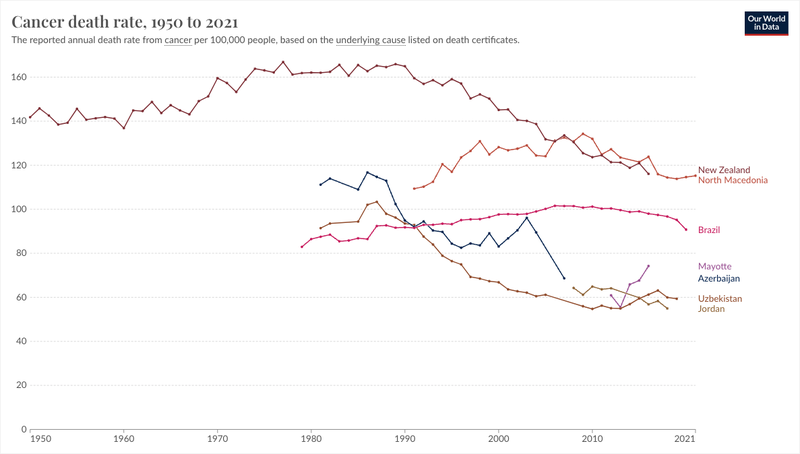 Cancer death rate, 1950 to 2021
Our World
in Data
The reported annual death rate from cancer per 100,000 people, based on the underlying cause listed on death certificates.
160
140
120
100
80
60
40
20
0
1950
1960
1970
1980
1990
2000
2010
2021
New Zealand
North Macedonia
Brazil
Mayotte
Azerbaijan
Uzbekistan
Jordan